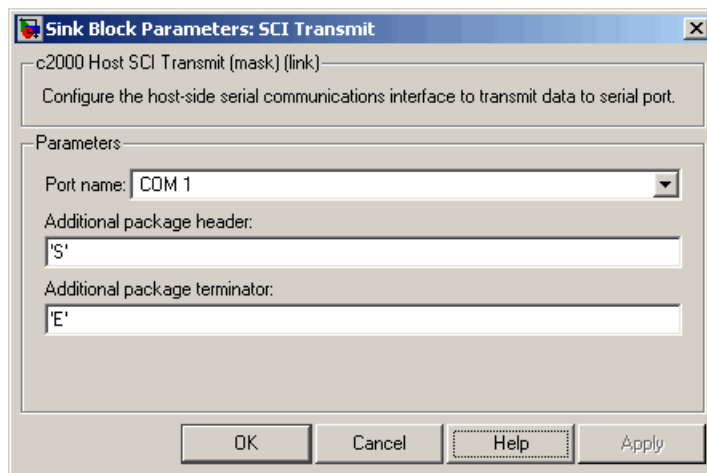 Sink Block Parameters: SCI Transmit
c2000 Host SCI Transmit (mask) (link)
Configure the host-side serial communications interface to transmit data to serial port.
Parameters
Port name: COM 1
Additional package header:
'S'
Additional package terminator:
'E'
OK Cancel Help Apply